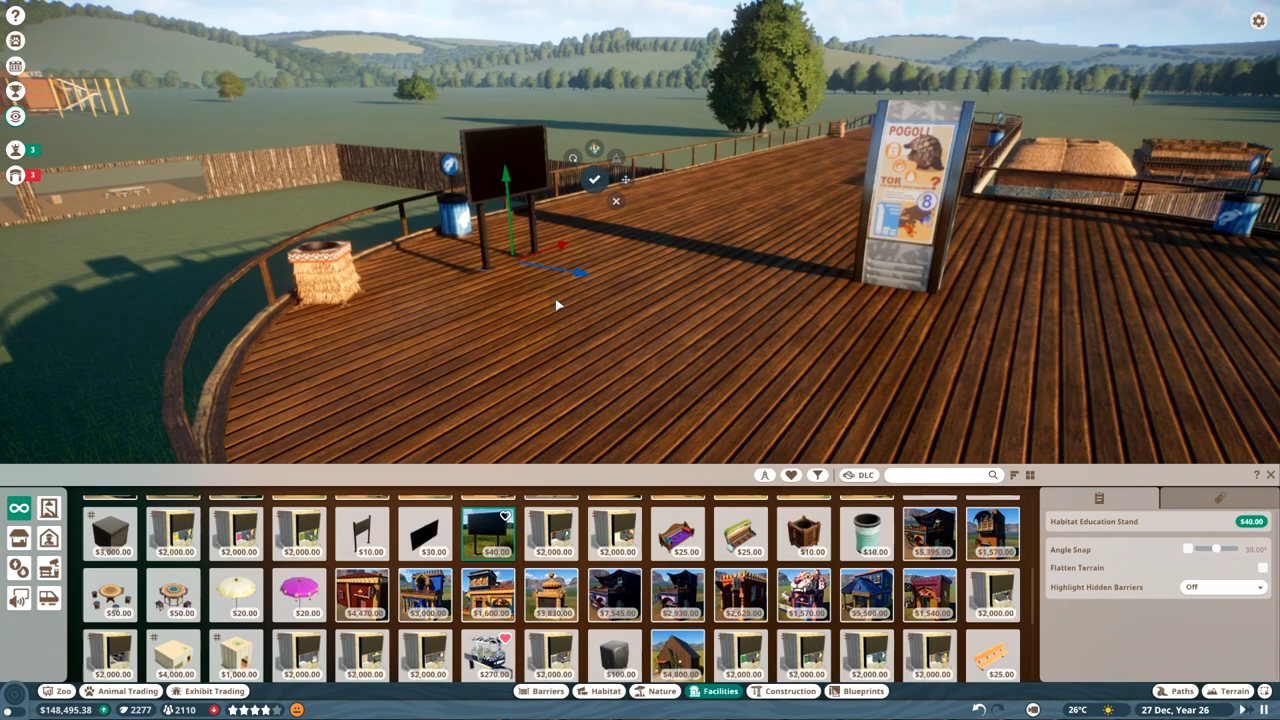 ?
3
3
POGOLI
TOR
?
8
DLC
?
Habitat Education Stand
$40.00
Angle Snap
30.00°
Flatten Terrain
Highlight Hidden Barriers
Off
$3,000.00
$2,000.00
$2,000.00
$2,000.00
$10.00
$30.00
$40.00
$2,000.00
$2,000.00
$25.00
$25.00
$10.00
$10.00
$5,395.00
$1,570.00
$50.00
$50.00
$20.00
$20.00
$4,470.00
$3,000.00
$1,600.00
$3,830.00
$7,545.00
$2,930.00
$2,620.00
$1,570.00
$5,500.00
$1,540.00
$2,000.00
$2,000.00
$4,000.00
$1,000.00
$2,000.00
$2,000.00
$2,000.00
$270.00
$2,000.00
$100.00
$4,800.00
$2,000.00
$2,000.00
$2,000.00
$2,000.00
$25.00
Zoo
Animal Trading
Exhibit Trading
Barriers
Habitat
Nature
Facilities
Construction
Blueprints
Paths
Terrain
$148,495.38
2277
2110
26°C
27 Dec, Year 26